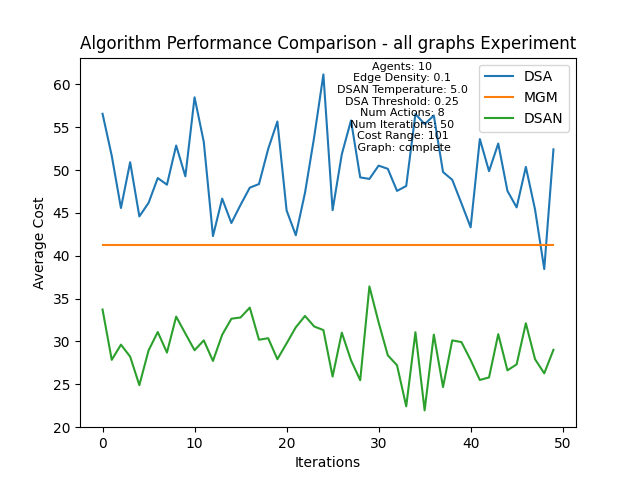 Algorithm Performance Comparison - all graphs Experiment
Agents: 10
Edge Density: 0.1
DSAN Temperature: 5.0
DSA Threshold: 0.25
Num Actions: 8
Num Iterations: 50
Cost Range: 101
Graph: complete
DSA
MGM
DSAN
Average Cost
60
55
50
45
40
35
30
25
20
0
10
20
30
40
50
Iterations